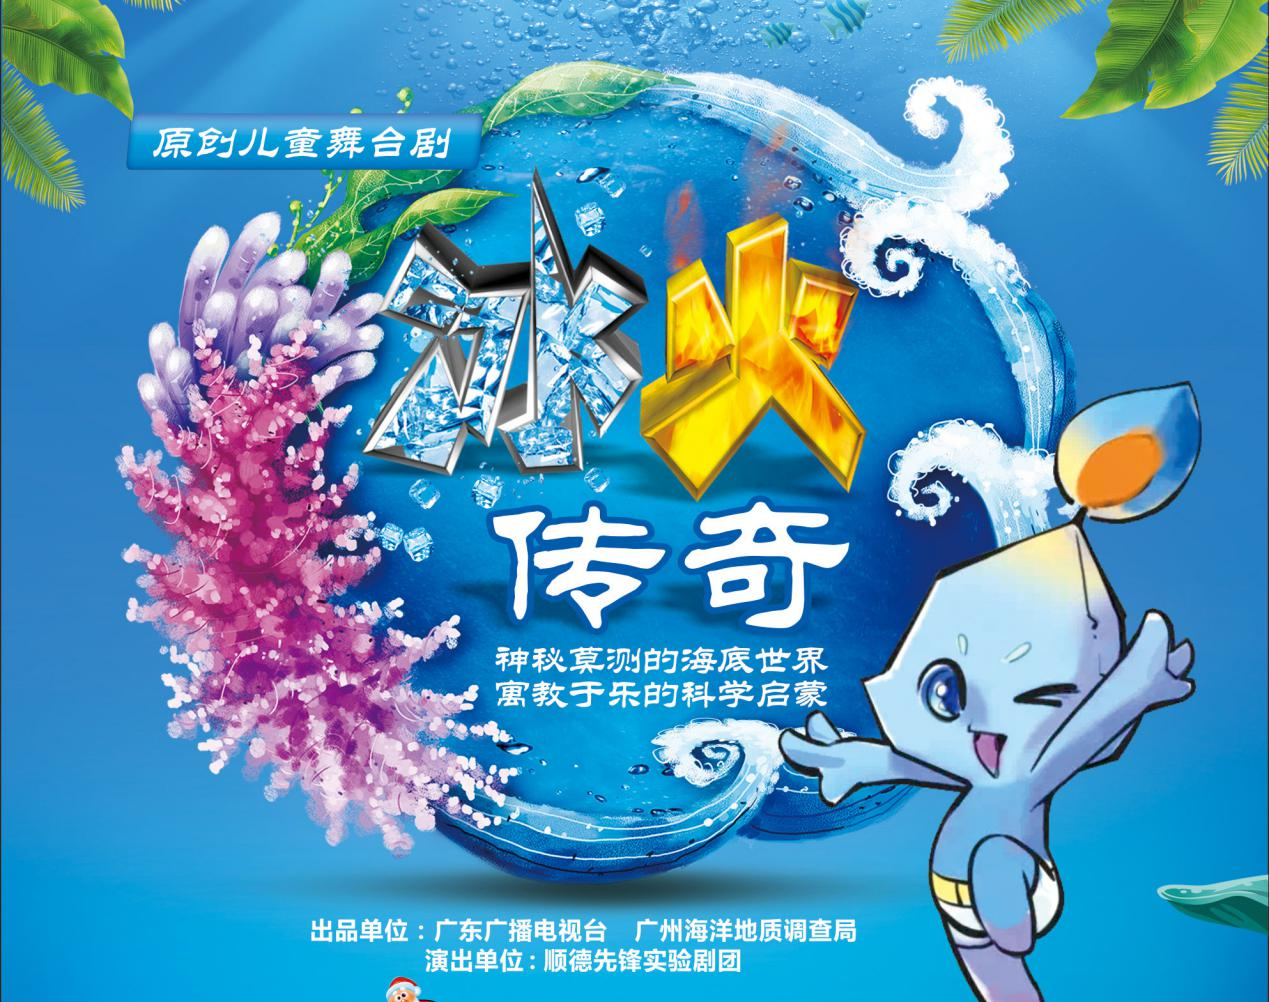 原创儿童舞台剧
冰火
传奇
神秘莫测的海底世界
寓教于乐的科学启蒙
出品单位：广东广播电视台 广州海洋地质调查局
演出单位：顺德先锋实验剧团